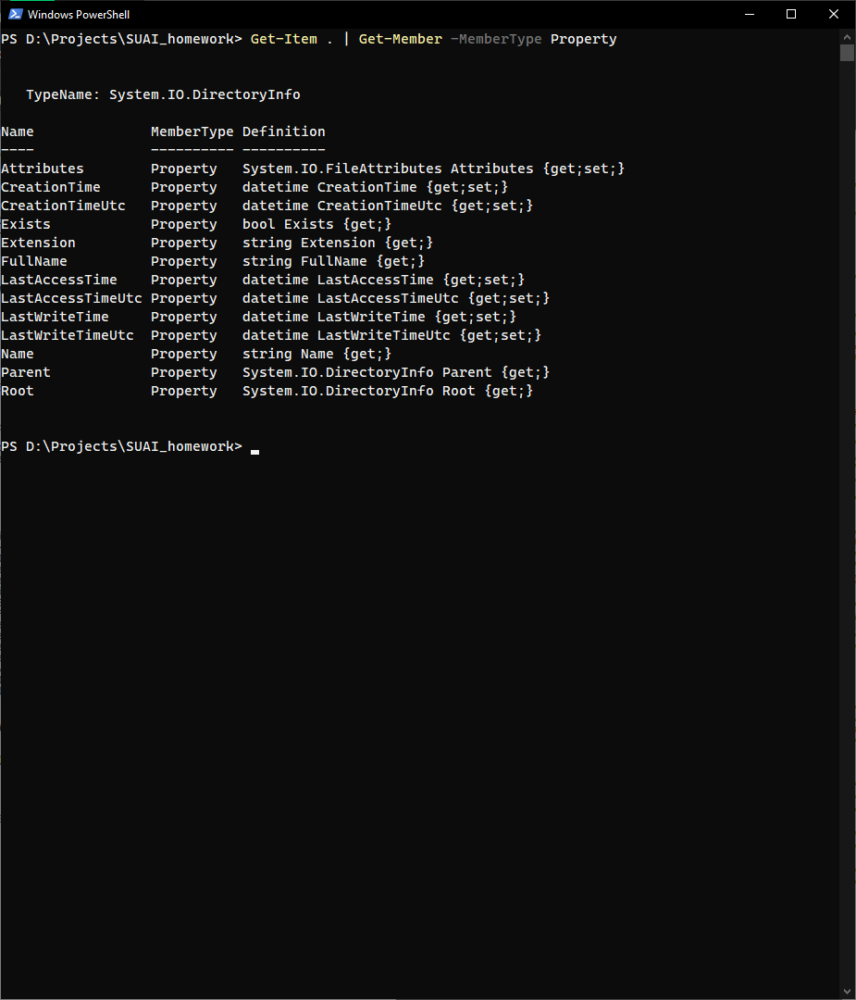 Windows PowerShell
PS D:\Projects\SUAI_homework> Get-Item . | Get-Member -MemberType Property
TypeName: System.IO.DirectoryInfo
Name MemberType Definition
---- ---------- ----------
Attributes Property System.IO.FileAttributes Attributes {get;set;}
CreationTime Property datetime CreationTime {get;set;}
CreationTimeUtc Property datetime CreationTimeUtc {get;set;}
Exists Property bool Exists {get;}
Extension Property string Extension {get;}
FullName Property string FullName {get;}
LastAccessTime Property datetime LastAccessTime {get;set;}
LastAccessTimeUtc Property datetime LastAccessTimeUtc {get;set;}
LastWriteTime Property datetime LastWriteTime {get;set;}
LastWriteTimeUtc Property datetime LastWriteTimeUtc {get;set;}
Name Property string Name {get;}
Parent Property System.IO.DirectoryInfo Parent {get;}
Root Property System.IO.DirectoryInfo Root {get;}
PS D:\Projects\SUAI_homework>